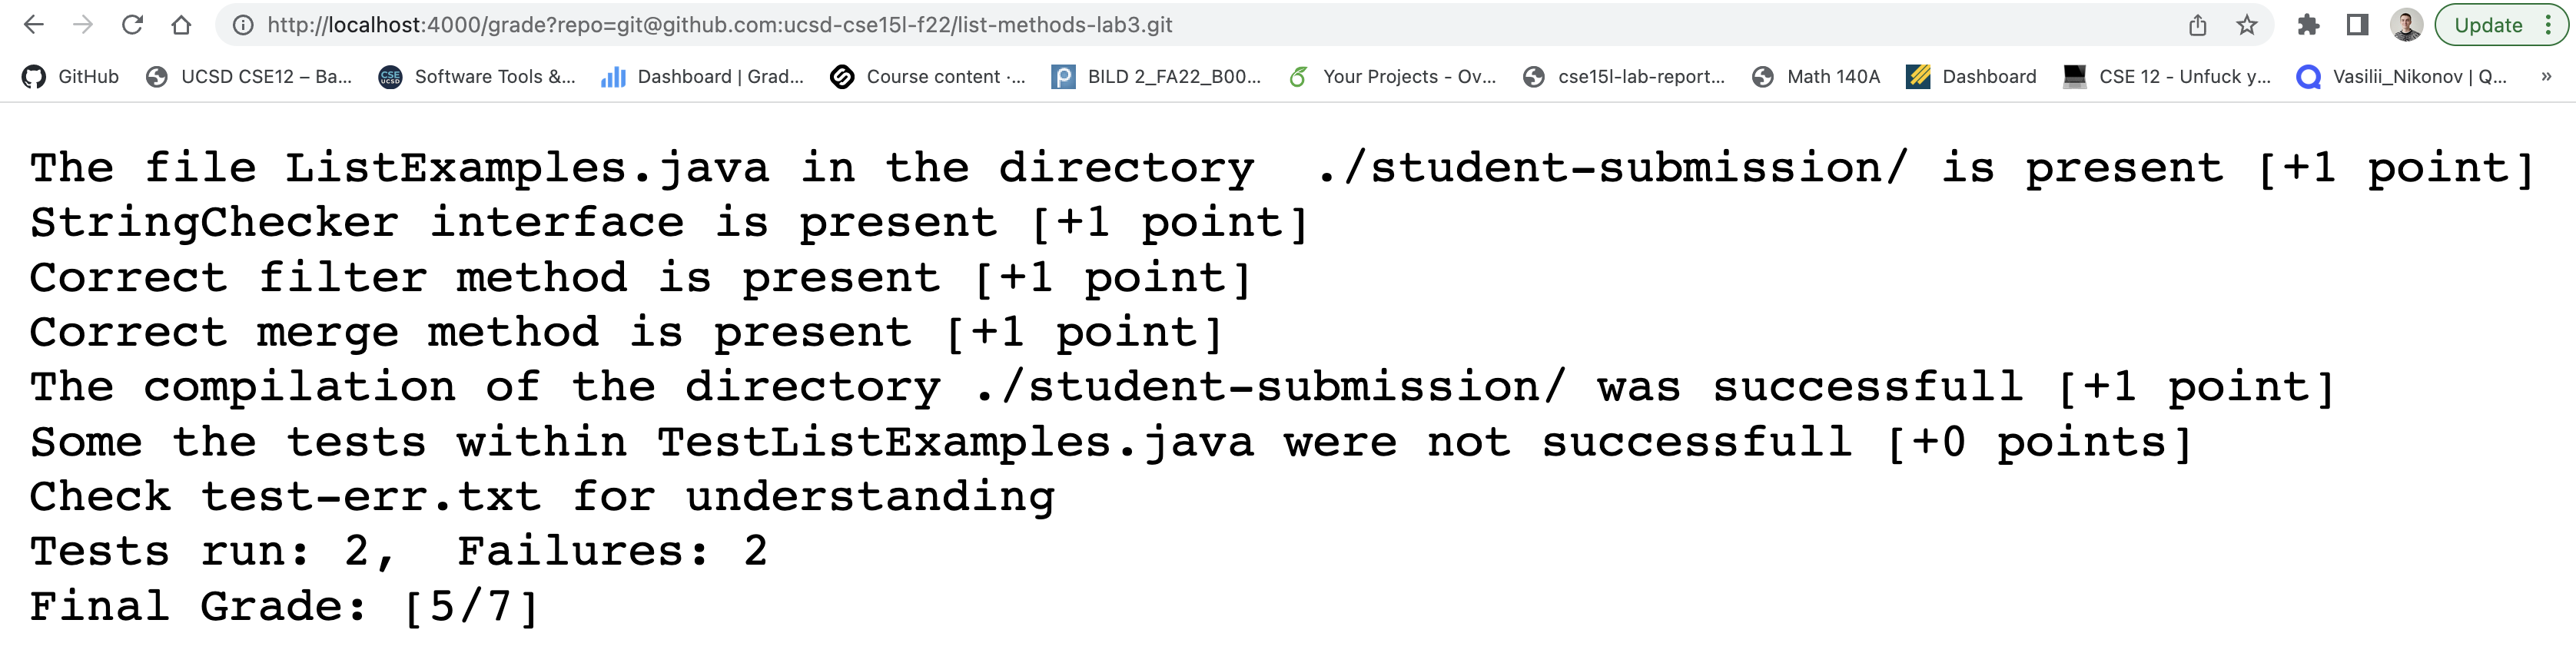 http://localhost:4000/grade?repo=git@github.com:ucsd-cse15l-f22/list-methods-lab3.git
Update
GitHub UCSD CSE12 – Ba... CSE UCSD Software Tools &... Dashboard | Grad... Course content ·... BILD 2_FA22_B00... Your Projects - Ov... cse15l-lab-report... Math 140A Dashboard CSE 12 - Unfuck y... Vasilii_Nikonov | Q... »
The file ListExamples.java in the directory  ./student-submission/ is present [+1 point]
StringChecker interface is present [+1 point]
Correct filter method is present [+1 point]
Correct merge method is present [+1 point]
The compilation of the directory ./student-submission/ was successfull [+1 point]
Some the tests within TestListExamples.java were not successfull [+0 points]
Check test-err.txt for understanding
Tests run: 2,  Failures: 2
Final Grade: [5/7]